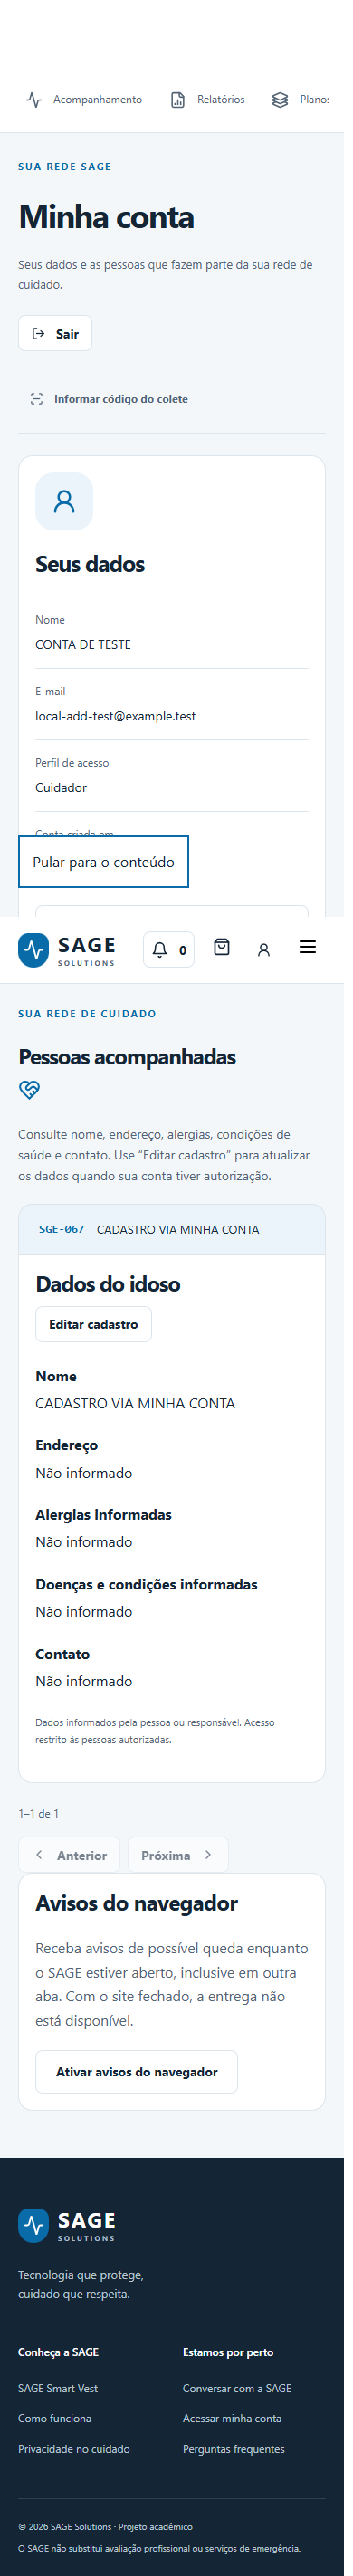 Acompanhamento Relatórios Planos
SUA REDE SAGE
Minha conta
Seus dados e as pessoas que fazem parte da sua rede de
cuidado.
Sair
Informar código do colete
Seus dados
Nome
CONTA DE TESTE
E-mail
local-add-test@example.test
Perfil de acesso
Cuidador
Conta criada em
Pular para o conteúdo
SAGE
SOLUTIONS
0
SUA REDE DE CUIDADO
Pessoas acompanhadas
Consulte nome, endereço, alergias, condições de
saúde e contato. Use “Editar cadastro” para atualizar
os dados quando sua conta tiver autorização.
SGE-067 CADASTRO VIA MINHA CONTA
Dados do idoso
Editar cadastro
Nome
CADASTRO VIA MINHA CONTA
Endereço
Não informado
Alergias informadas
Não informado
Doenças e condições informadas
Não informado
Contato
Não informado
Dados informados pela pessoa ou responsável. Acesso
restrito às pessoas autorizadas.
1–1 de 1
Anterior Próxima
Avisos do navegador
Receba avisos de possível queda enquanto
o SAGE estiver aberto, inclusive em outra
aba. Com o site fechado, a entrega não
está disponível.
Ativar avisos do navegador
SAGE
SOLUTIONS
Tecnologia que protege,
cuidado que respeita.
Conheça a SAGE
SAGE Smart Vest
Como funciona
Privacidade no cuidado
Estamos por perto
Conversar com a SAGE
Acessar minha conta
Perguntas frequentes
© 2026 SAGE Solutions · Projeto acadêmico
O SAGE não substitui avaliação profissional ou serviços de emergência.